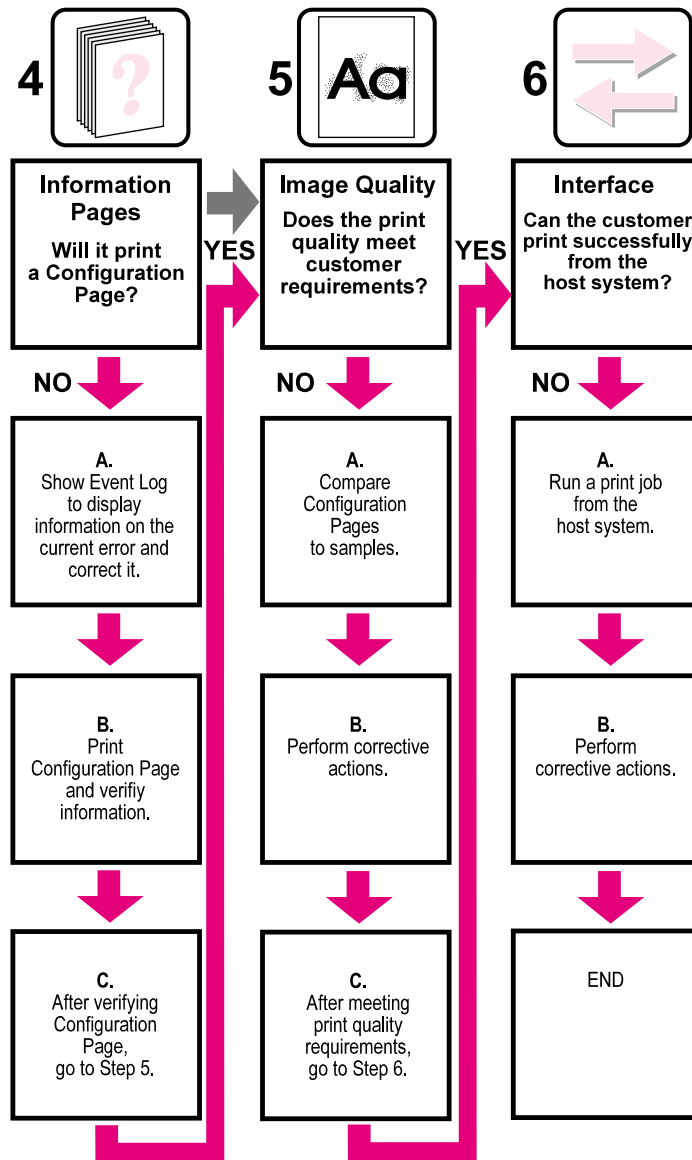 4
?
Information
Pages
Will it print
a Configuration
Page?
YES
NO
A.
Show Event Log
to display
information on the
current error and
correct it.
B.
Print
Configuration Page
and verifiy
information.
C.
After verifying
Configuration
Page,
go to Step 5.
5
Aa
Image Quality
Does the print
quality meet
customer
requirements?
YES
NO
A.
Compare
Configuration
Pages
to samples.
B.
Perform corrective
actions.
C.
After meeting
print quality
requirements,
go to Step 6.
6
Interface
Can the customer
print successfully
from the
host system?
NO
A.
Run a print job
from the
host system.
B.
Perform
corrective actions.
END